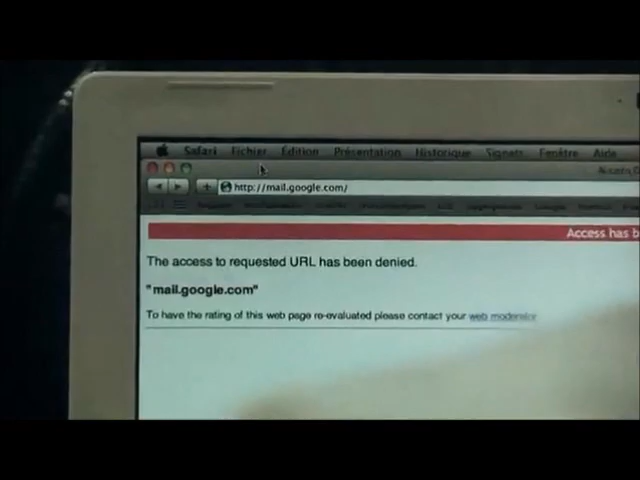 Safari Fichier Édition Présentation Historique Signets Fenêtre Aide
http://mail.google.com/
Access has b
The access to requested URL has been denied.
"mail.google.com"
To have the rating of this web page re-evaluated please contact your web moderator